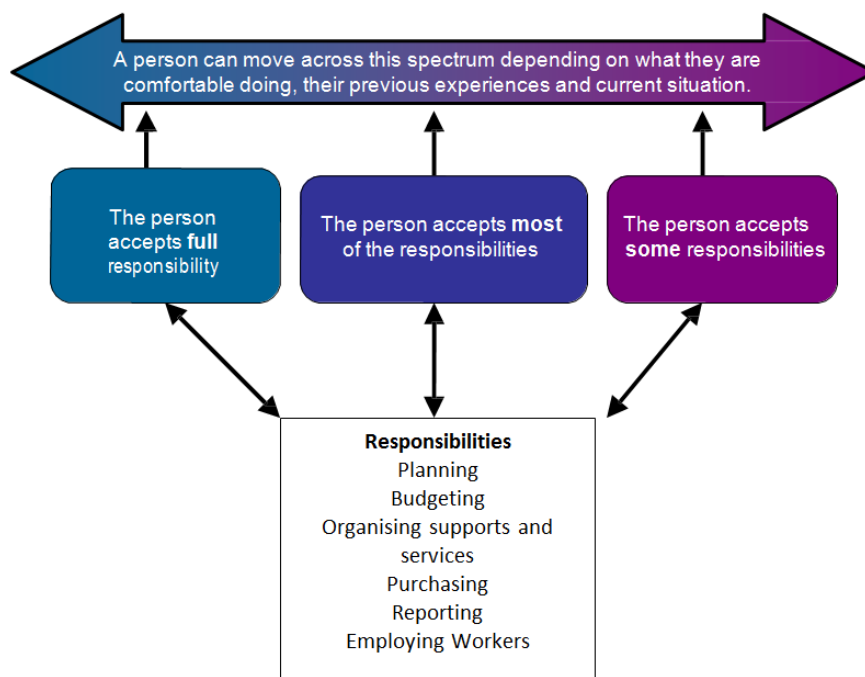 A person can move across this spectrum depending on what they are
comfortable doing, their previous experiences and current situation.
The person
accepts full
responsibility
The person accepts most
of the responsibilities
The person accepts
some responsibilities
Responsibilities
Planning
Budgeting
Organising supports and
services
Purchasing
Reporting
Employing Workers